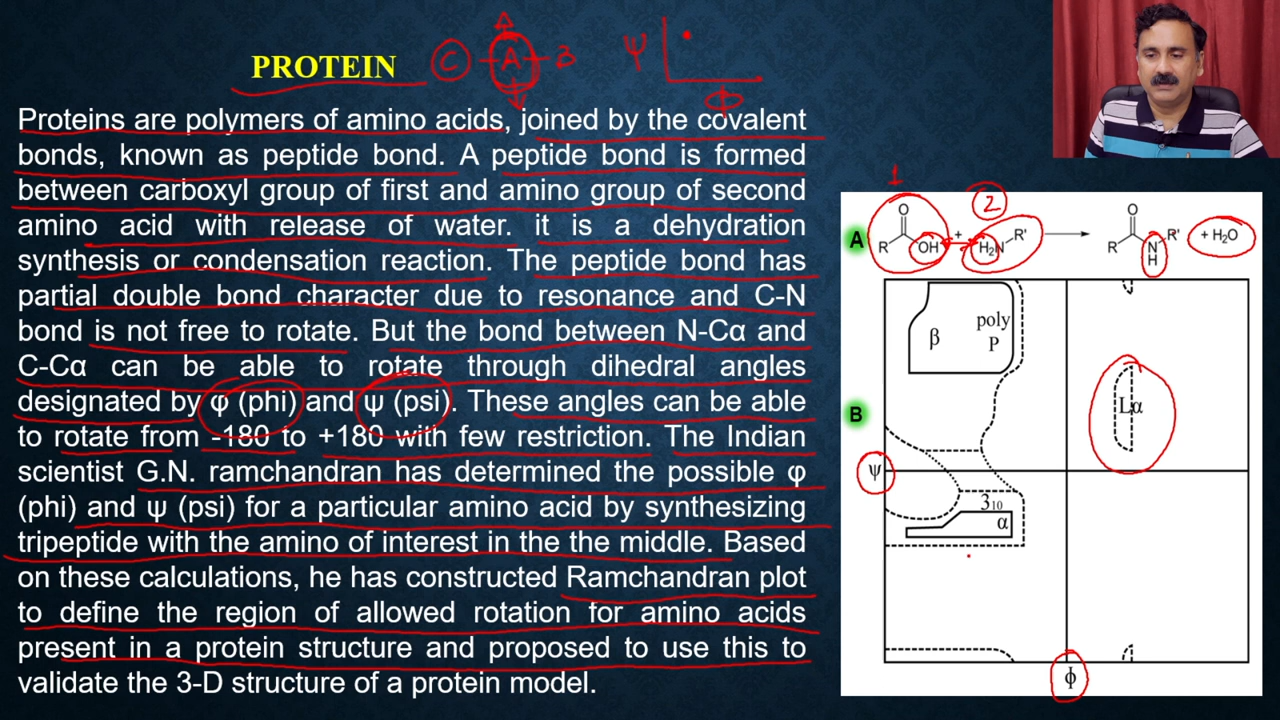 PROTEIN
C A B
ψ
Φ
Proteins are polymers of amino acids, joined by the covalent
bonds, known as peptide bond. A peptide bond is formed
between carboxyl group of first and amino group of second
amino acid with release of water. it is a dehydration
synthesis or condensation reaction. The peptide bond has
partial double bond character due to resonance and C-N
bond is not free to rotate. But the bond between N-Cα and
C-Cα can be able to rotate through dihedral angles
designated by φ (phi) and ψ (psi). These angles can be able
to rotate from -180 to +180 with few restriction. The Indian
scientist G.N. ramchandran has determined the possible φ
(phi) and ψ (psi) for a particular amino acid by synthesizing
tripeptide with the amino of interest in the the middle. Based
on these calculations, he has constructed Ramchandran plot
to define the region of allowed rotation for amino acids
present in a protein structure and proposed to use this to
validate the 3-D structure of a protein model.
1
2
A
R O OH + H₂N R' R O N H R' + H₂O
B
β
poly
P
Lα
ψ
3₁₀
α
ϕ